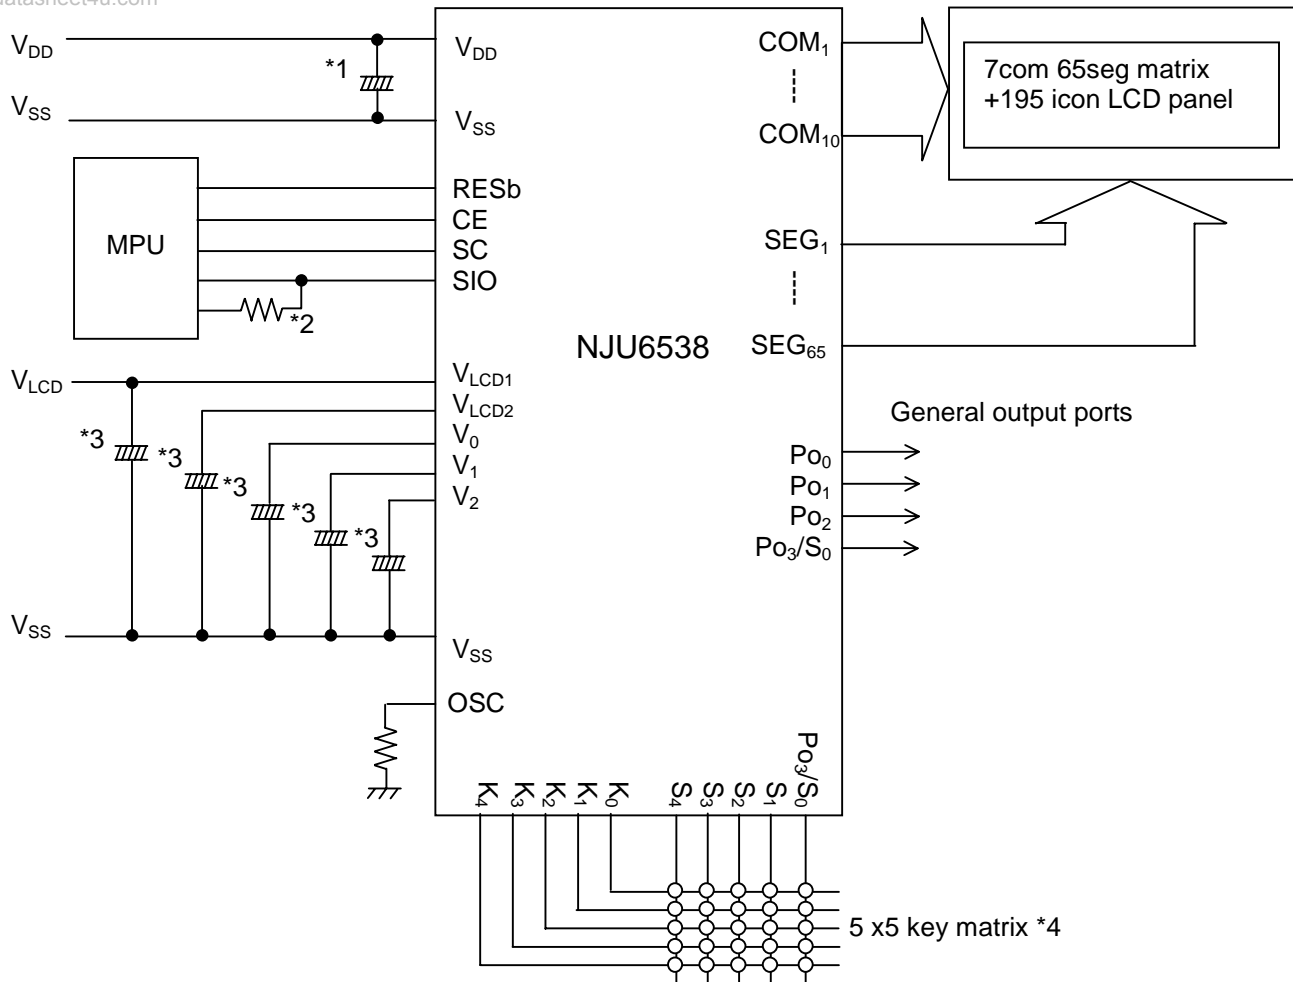 datasheet4u.com
VDD
*1
VSS
VDD
VSS
MPU
RESb
CE
SC
SIO
*2
NJU6538
COM1
COM10
7com 65seg matrix
+195 icon LCD panel
SEG1
SEG65
VLCD
VLCD1
VLCD2
V0
V1
V2
*3
*3
*3
*3
*3
VSS
VSS
OSC
General output ports
Po0
Po1
Po2
Po3/S0
K4
K3
K2
K1
K0
S4
S3
S2
S1
Po3/S0
5 x5 key matrix *4